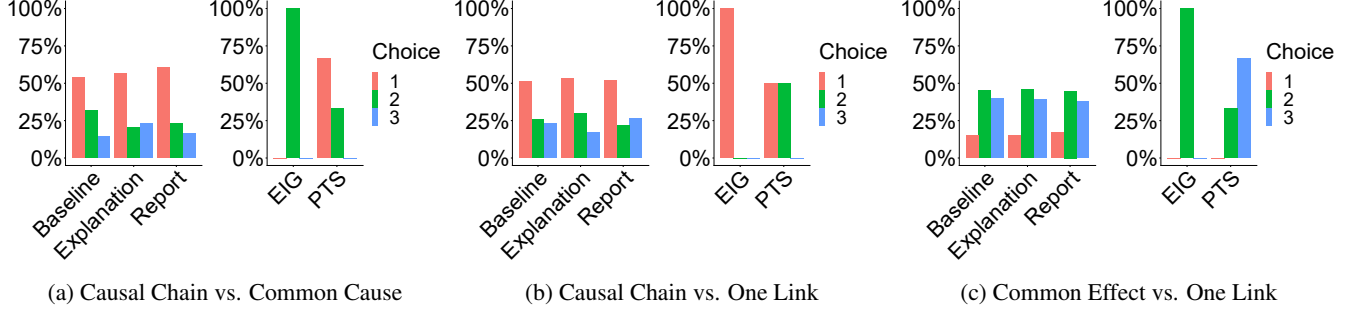 100%
75%
50%
25%
0%
Baseline
Explanation
Report
100%
75%
50%
25%
0%
EIG
PTS
Choice
1
2
3
(a) Causal Chain vs. Common Cause
100%
75%
50%
25%
0%
Baseline
Explanation
Report
100%
75%
50%
25%
0%
EIG
PTS
Choice
1
2
3
(b) Causal Chain vs. One Link
100%
75%
50%
25%
0%
Baseline
Explanation
Report
100%
75%
50%
25%
0%
EIG
PTS
Choice
1
2
3
(c) Common Effect vs. One Link